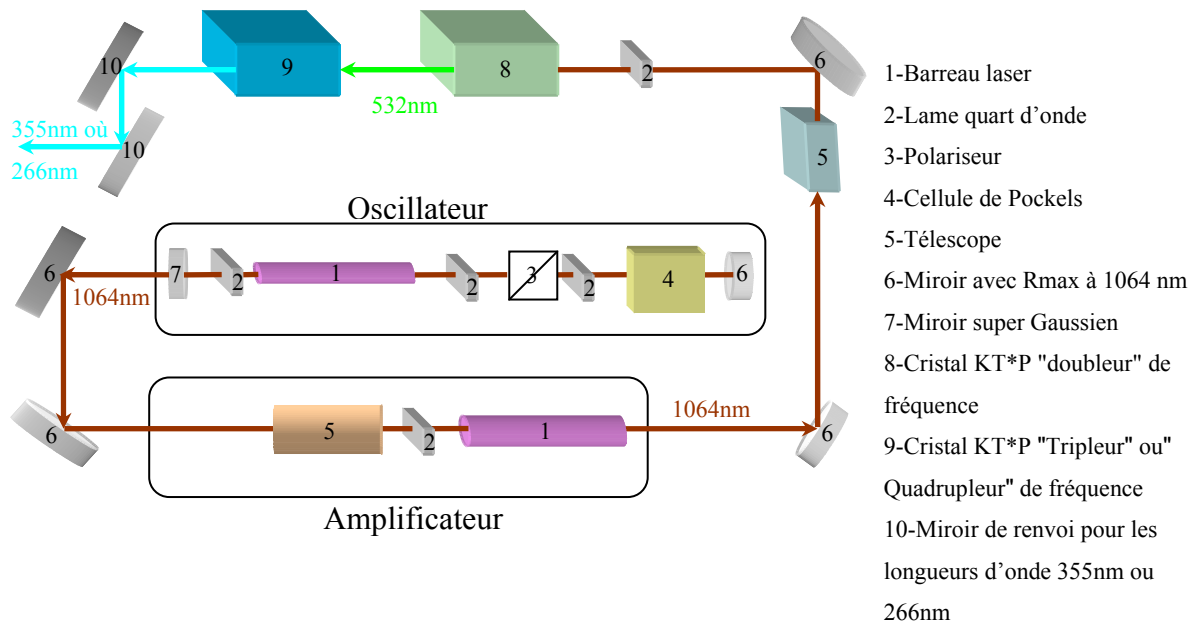 10
9
8
2
6
532nm
355nm où
10
266nm
5
Oscillateur
6
1064nm
7
2
1
2
3
2
4
6
6
5
2
1
1064nm
6
Amplificateur
1-Barreau laser
2-Lame quart d’onde
3-Polariseur
4-Cellule de Pockels
5-Télescope
6-Miroir avec Rmax à 1064 nm
7-Miroir super Gaussien
8-Cristal KT*P "doubleur" de
fréquence
9-Cristal KT*P "Tripleur" ou"
Quadrupleur" de fréquence
10-Miroir de renvoi pour les
longueurs d’onde 355nm ou
266nm